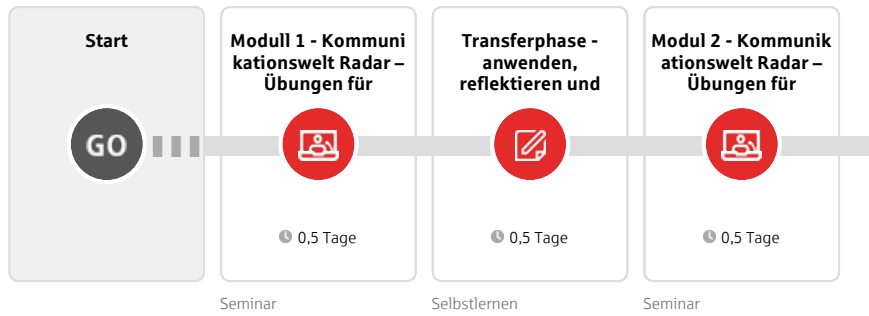 Start
Modull 1 - Kommuni
kationswelt Radar –
Übungen für
Transferphase -
anwenden,
reflektieren und
Modul 2 - Kommunik
ationswelt Radar –
Übungen für
GO
0,5 Tage
0,5 Tage
0,5 Tage
Seminar
Selbstlernen
Seminar